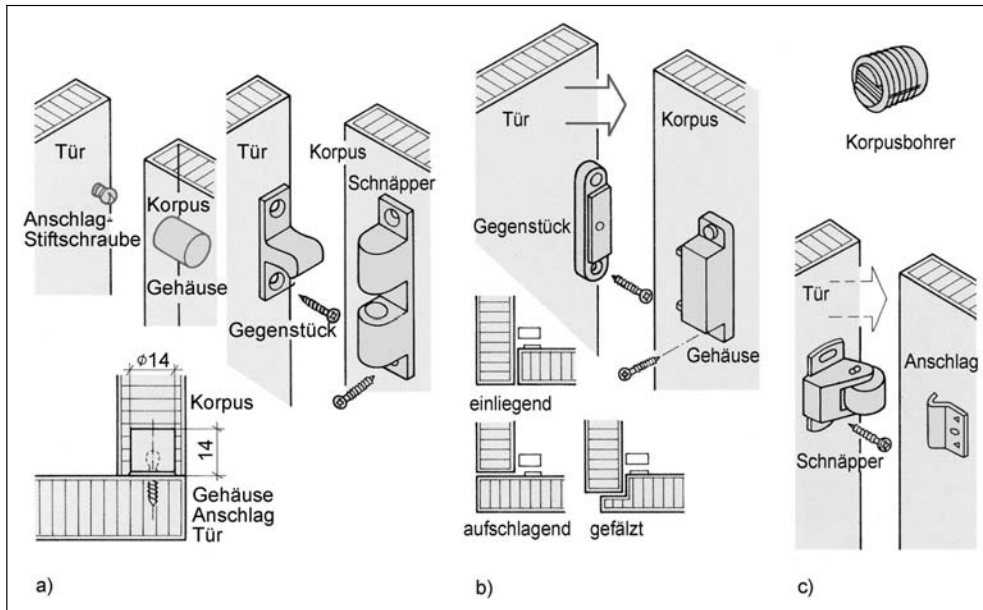 Tür
Anschlag-
Stiftschraube
Korpus
Gehäuse
Tür
Korpus
Schnäpper
Gegenstück
ø14
14
Korpus
Gehäuse
Anschlag
Tür
a)
Tür
Korpus
Gegenstück
Gehäuse
einliegend
aufschlagend
gefälzt
b)
Korpusbohrer
Tür
Anschlag
Schnäpper
c)